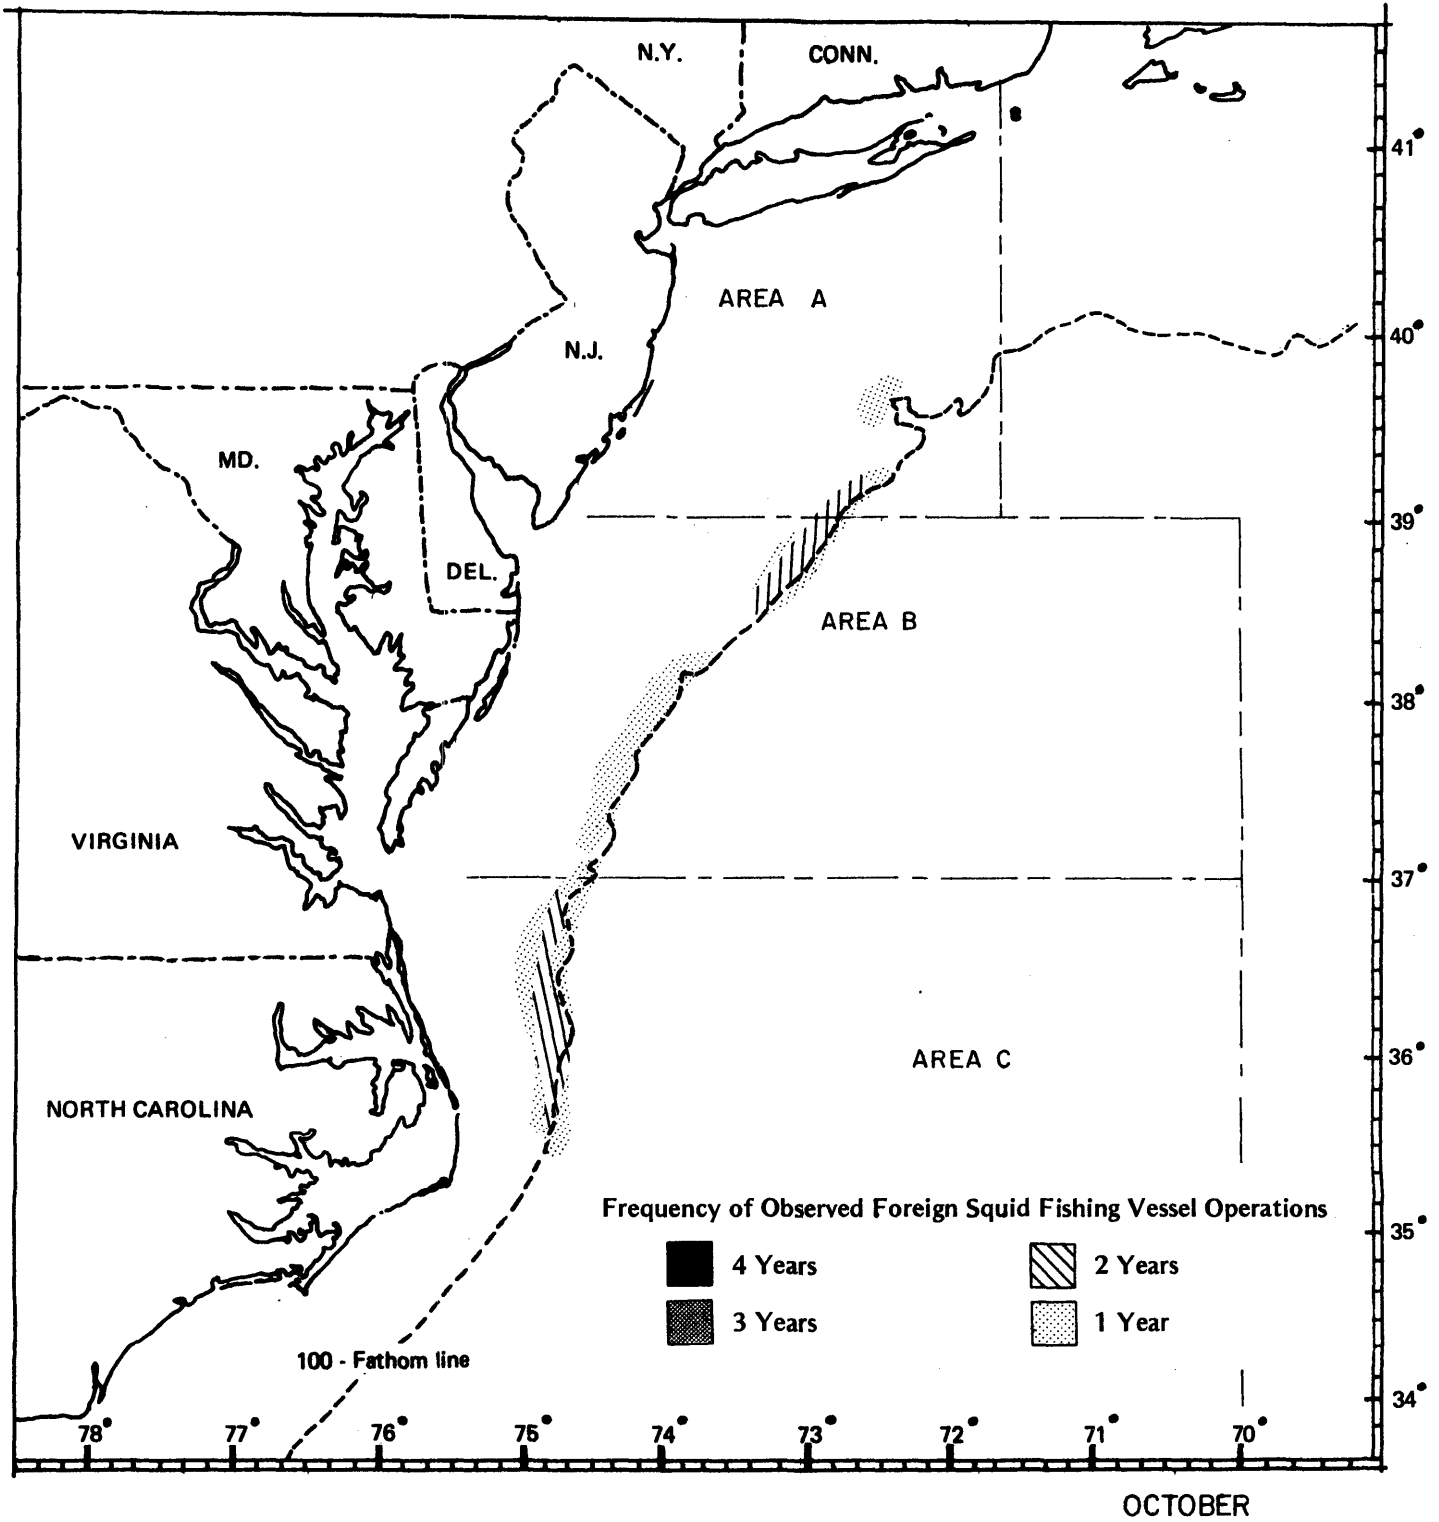 N.Y.
CONN.
41°
AREA A
40°
N.J.
MD.
39°
DEL.
AREA B
38°
VIRGINIA
37°
AREA C
36°
NORTH CAROLINA
Frequency of Observed Foreign Squid Fishing Vessel Operations
35°
4 Years
2 Years
3 Years
1 Year
100 - Fathom line
34°
78° 77° 76° 75° 74° 73° 72° 71° 70°
OCTOBER